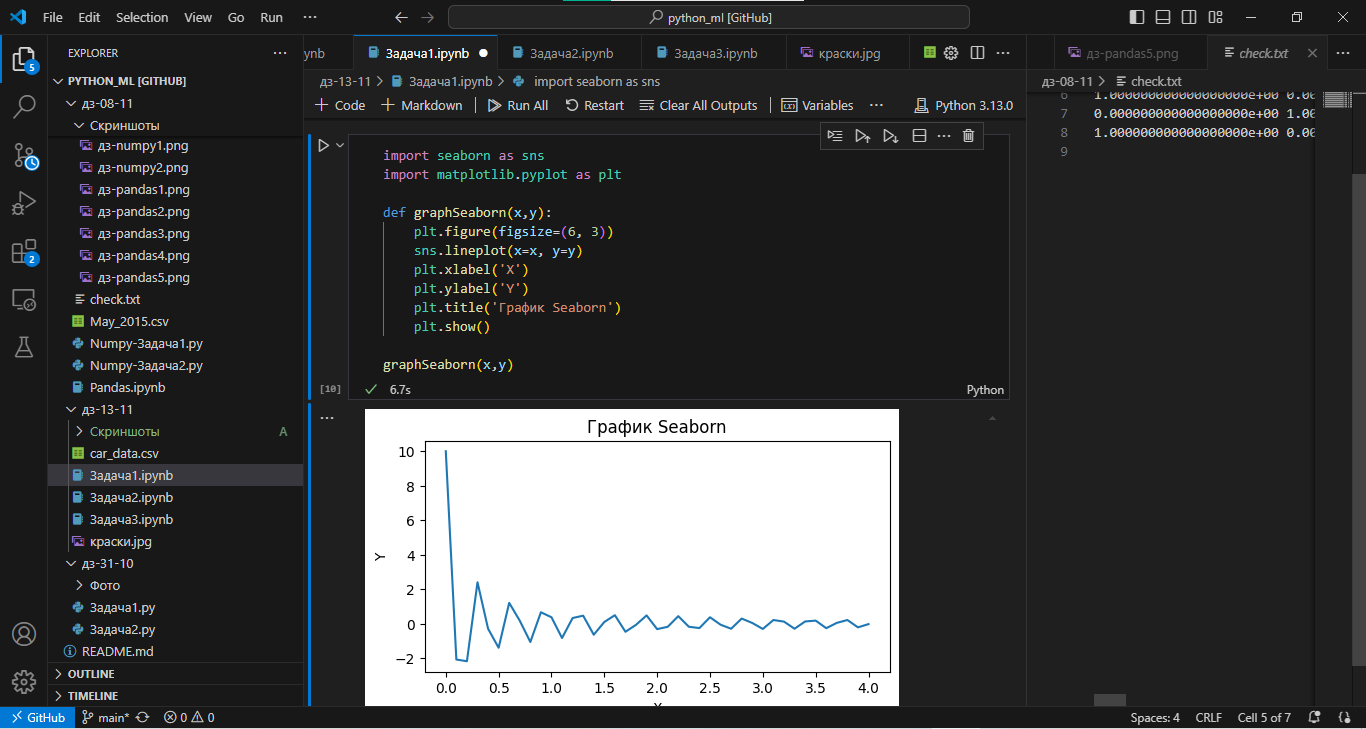 File Edit Selection View Go Run ···
python_ml [GitHub]
EXPLORER ···
PYTHON_ML [GITHUB]
дз-08-11
Скриншоты
дз-numpy1.png
дз-numpy2.png
дз-pandas1.png
дз-pandas2.png
дз-pandas3.png
дз-pandas4.png
дз-pandas5.png
check.txt
May_2015.csv
Numpy-Задача1.py
Numpy-Задача2.py
Pandas.ipynb
дз-13-11
Скриншоты A
car_data.csv
Задача1.ipynb
Задача2.ipynb
Задача3.ipynb
краски.jpg
дз-31-10
Фото
Задача1.py
Задача2.py
README.md
OUTLINE
TIMELINE
5
2
ynb Задача1.ipynb Задача2.ipynb Задача3.ipynb краски.jpg ···
дз-13-11 > Задача1.ipynb > import seaborn as sns
+ Code + Markdown Run All Restart Clear All Outputs Variables ··· Python 3.13.0
import seaborn as sns
import matplotlib.pyplot as plt
def graphSeaborn(x,y):
plt.figure(figsize=(6, 3))
sns.lineplot(x=x, y=y)
plt.xlabel('X')
plt.ylabel('Y')
plt.title('График Seaborn')
plt.show()
graphSeaborn(x,y)
[10] 6.7s Python
График Seaborn
10
8
6
4
2
0
−2
Y
0.0 0.5 1.0 1.5 2.0 2.5 3.0 3.5 4.0
дз-pandas5.png check.txt ···
дз-08-11 > check.txt
6 1.000000000000000000e+00 0.00
7 0.000000000000000000e+00 1.00
8 1.000000000000000000e+00 0.00
9
GitHub main* 0 0 Spaces: 4 CRLF Cell 5 of 7